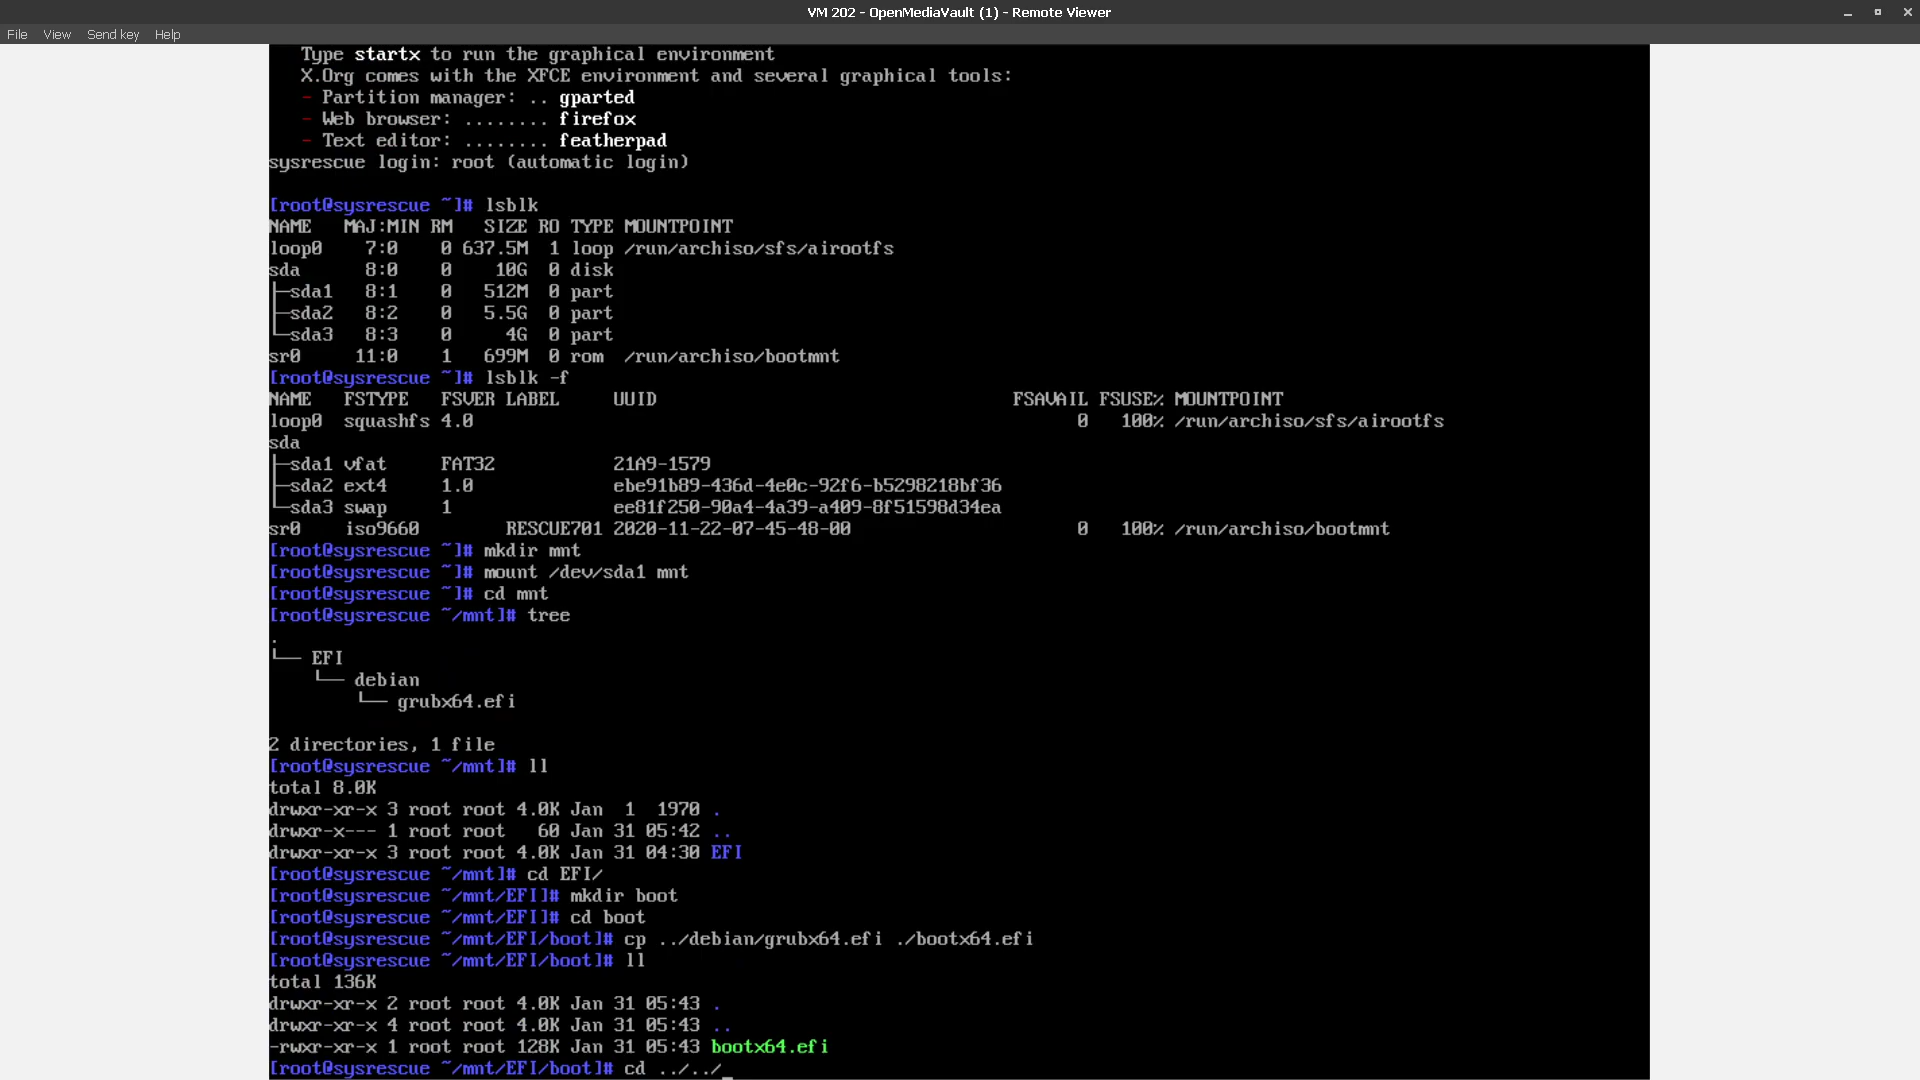 VM 202 - OpenMediaVault (1) - Remote Viewer
File View Send key Help
Type startx to run the graphical environment
X.Org comes with the XFCE environment and several graphical tools:
- Partition manager: .. gparted
- Web browser: ........ firefox
- Text editor: ........ featherpad
sysrescue login: root (automatic login)
[root@sysrescue ~]# lsblk
NAME   MAJ:MIN RM   SIZE RO TYPE MOUNTPOINT
loop0    7:0    0 637.5M  1 loop /run/archiso/sfs/airootfs
sda      8:0    0    10G  0 disk
├─sda1   8:1    0   512M  0 part
├─sda2   8:2    0   5.5G  0 part
└─sda3   8:3    0     4G  0 part
sr0     11:0    1   699M  0 rom  /run/archiso/bootmnt
[root@sysrescue ~]# lsblk -f
NAME   FSTYPE   FSVER LABEL     UUID                                 FSAVAIL FSUSE% MOUNTPOINT
loop0  squashfs 4.0                                                        0   100% /run/archiso/sfs/airootfs
sda
├─sda1 vfat     FAT32           21A9-1579
├─sda2 ext4     1.0             ebe91b89-436d-4e0c-92f6-b5298218bf36
└─sda3 swap     1               ee81f250-90a4-4a39-a409-8f51598d34ea
sr0    iso9660        RESCUE701 2020-11-22-07-45-48-00                     0   100% /run/archiso/bootmnt
[root@sysrescue ~]# mkdir mnt
[root@sysrescue ~]# mount /dev/sda1 mnt
[root@sysrescue ~]# cd mnt
[root@sysrescue ~/mnt]# tree
.
└── EFI
    └── debian
        └── grubx64.efi
2 directories, 1 file
[root@sysrescue ~/mnt]# ll
total 8.0K
drwxr-xr-x 3 root root 4.0K Jan  1  1970 .
drwxr-x--- 1 root root   60 Jan 31 05:42 ..
drwxr-xr-x 3 root root 4.0K Jan 31 04:30 EFI
[root@sysrescue ~/mnt]# cd EFI/
[root@sysrescue ~/mnt/EFI]# mkdir boot
[root@sysrescue ~/mnt/EFI]# cd boot
[root@sysrescue ~/mnt/EFI/boot]# cp ../debian/grubx64.efi ./bootx64.efi
[root@sysrescue ~/mnt/EFI/boot]# ll
total 136K
drwxr-xr-x 2 root root 4.0K Jan 31 05:43 .
drwxr-xr-x 4 root root 4.0K Jan 31 05:43 ..
-rwxr-xr-x 1 root root 128K Jan 31 05:43 bootx64.efi
[root@sysrescue ~/mnt/EFI/boot]# cd ../../_